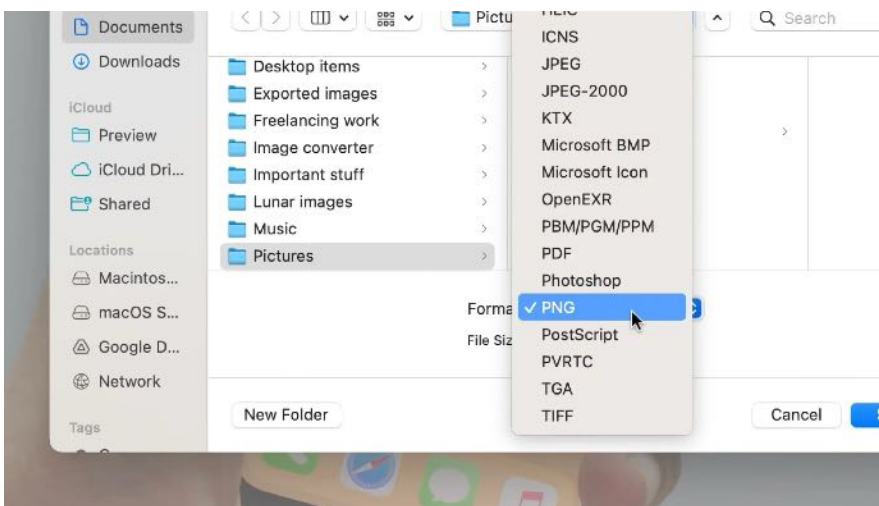 Documents
Downloads
iCloud
Preview
iCloud Dri...
Shared
Locations
Macintos...
macOS S...
Google D...
Network
Tags
Pictu
Search
Desktop items
Exported images
Freelancing work
Image converter
Important stuff
Lunar images
Music
Pictures
HEIC
ICNS
JPEG
JPEG-2000
KTX
Microsoft BMP
Microsoft Icon
OpenEXR
PBM/PGM/PPM
PDF
Photoshop
✓ PNG
PostScript
PVRTC
TGA
TIFF
Forma
File Siz
New Folder
Cancel